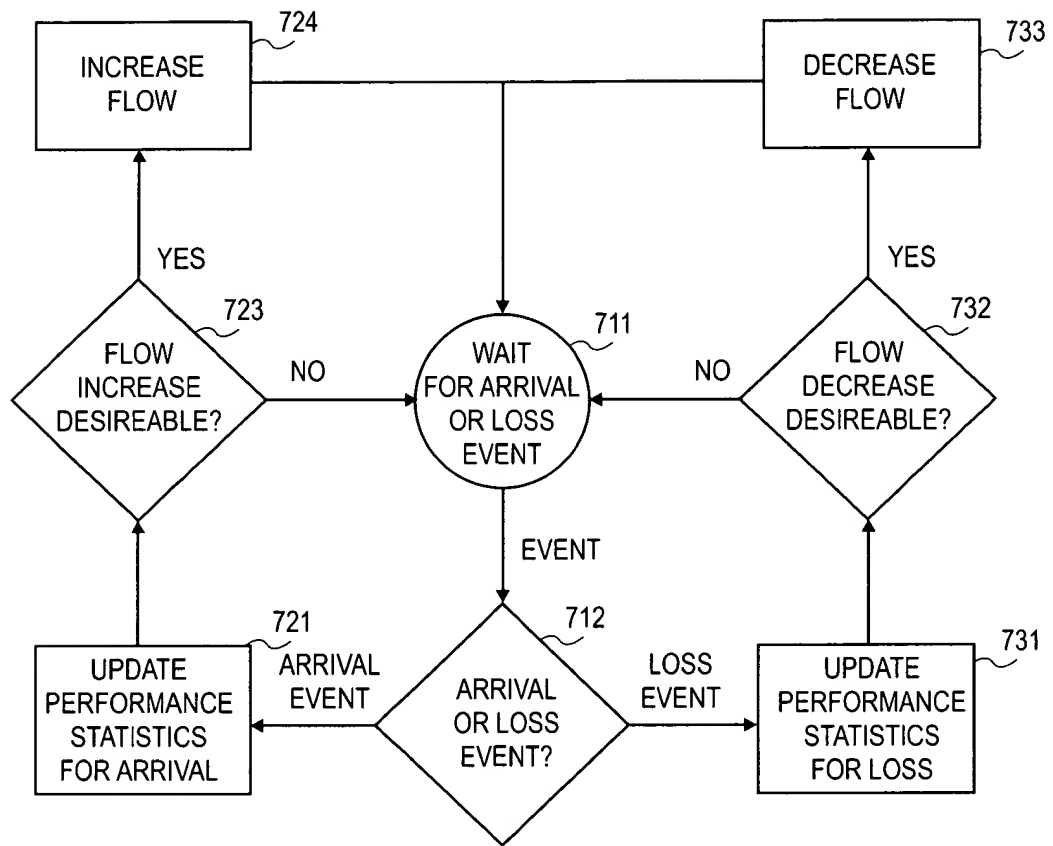 724
INCREASE
FLOW
733
DECREASE
FLOW
YES
YES
723
FLOW
INCREASE
DESIREABLE?
NO
711
WAIT
FOR ARRIVAL
OR LOSS
EVENT
NO
732
FLOW
DECREASE
DESIREABLE?
EVENT
721
UPDATE
PERFORMANCE
STATISTICS
FOR ARRIVAL
ARRIVAL
EVENT
712
ARRIVAL
OR LOSS
EVENT?
LOSS
EVENT
731
UPDATE
PERFORMANCE
STATISTICS
FOR LOSS